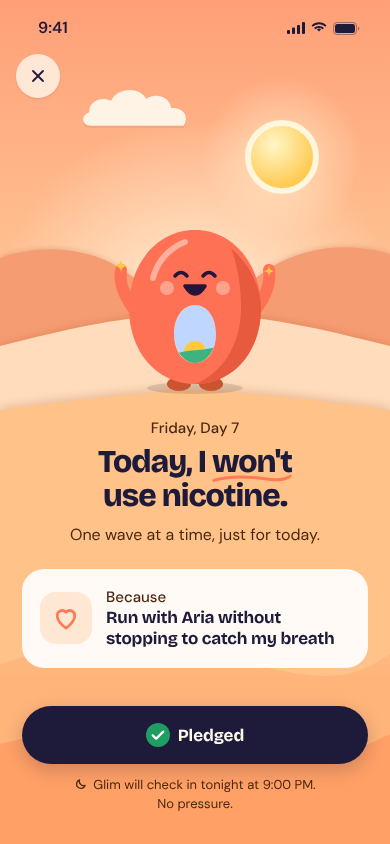 9:41
Friday, Day 7
Today, I won't
use nicotine.
One wave at a time, just for today.
Because
Run with Aria without
stopping to catch my breath
Pledged
Glim will check in tonight at 9:00 PM.
No pressure.